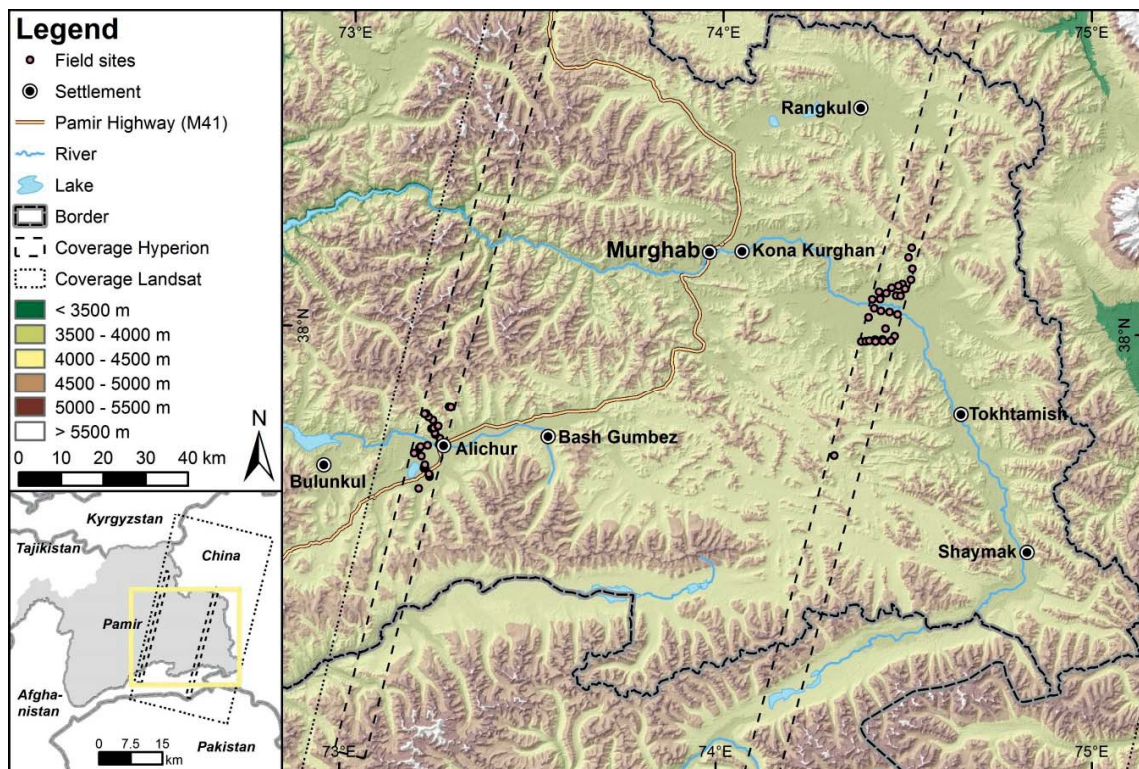 Legend
Field sites
Settlement
Pamir Highway (M41)
River
Lake
Border
Coverage Hyperion
Coverage Landsat
< 3500 m
3500 - 4000 m
4000 - 4500 m
4500 - 5000 m
5000 - 5500 m
> 5500 m
N
0 10 20 30 40 km
Kyrgyzstan
Tajikistan
China
Pamir
Afgha-
nistan
Pakistan
0 7.5 15
km
73°E
74°E
75°E
Rangkul
Murghab
Kona Kurghan
38°N
38°N
Tokhtamish
Alichur
Bash Gumbez
Bulunkul
Shaymak
73°E
74°E
75°E